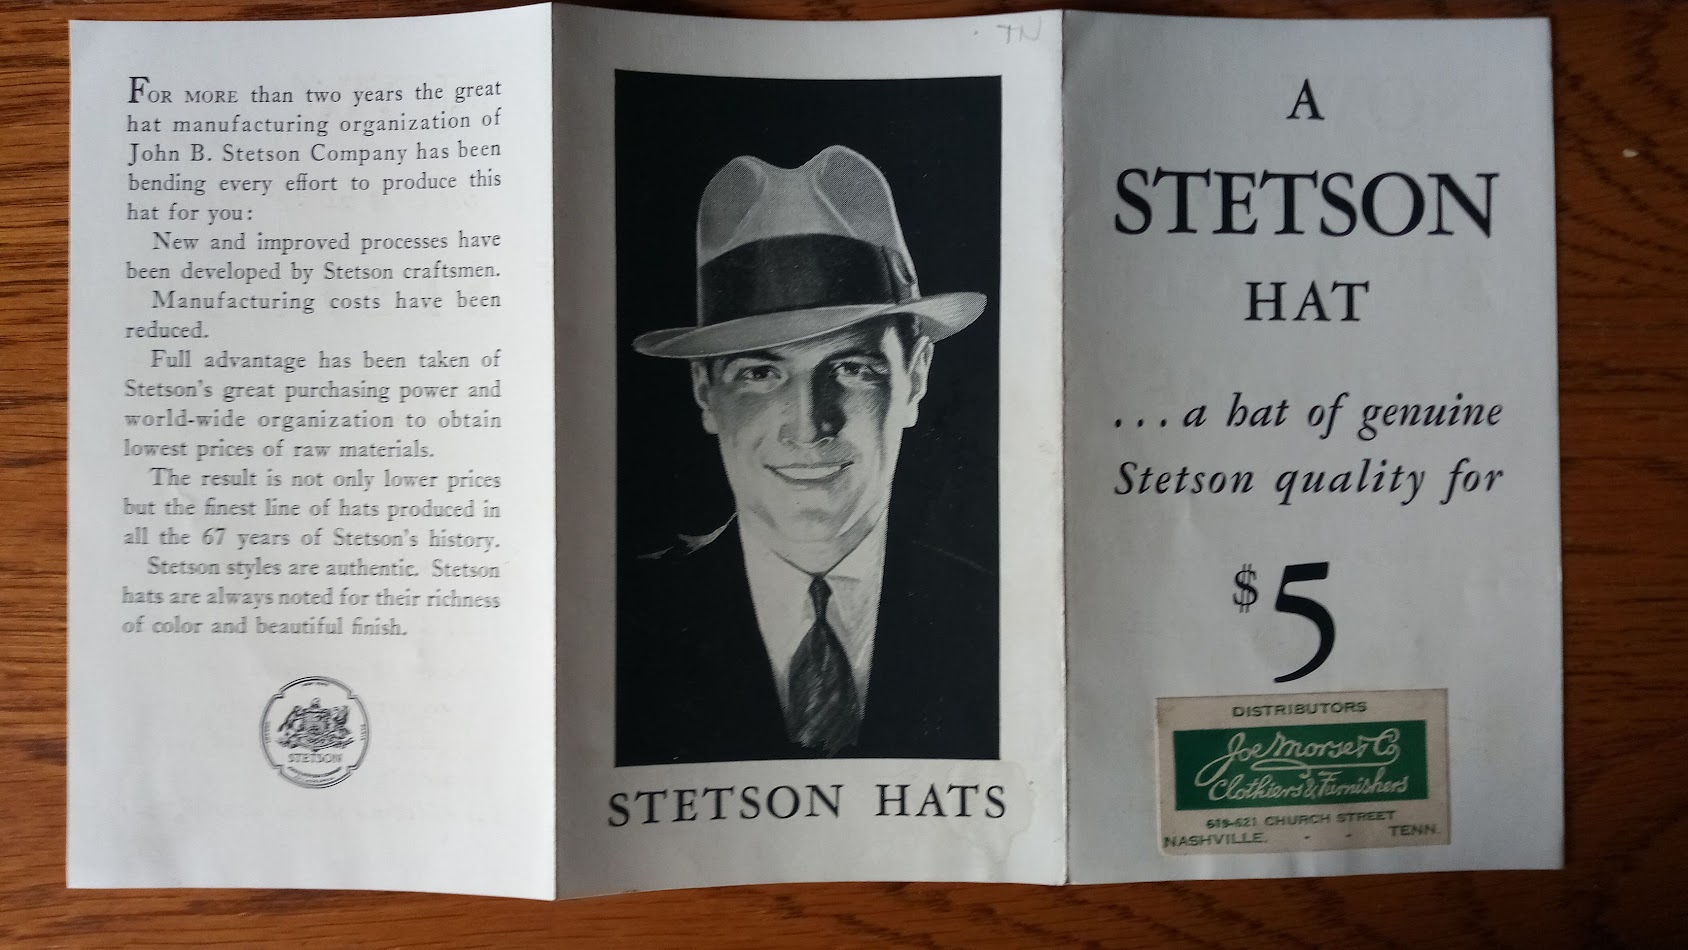 FOR MORE than two years the great
hat manufacturing organization of
John B. Stetson Company has been
bending every effort to produce this
hat for you:
New and improved processes have
been developed by Stetson craftsmen.
Manufacturing costs have been
reduced.
Full advantage has been taken of
Stetson's great purchasing power and
world-wide organization to obtain
lowest prices of raw materials.
The result is not only lower prices
but the finest line of hats produced in
all the 67 years of Stetson's history.
Stetson styles are authentic. Stetson
hats are always noted for their richness
of color and beautiful finish.
STETSON
TN
STETSON HATS
A
STETSON
HAT
...a hat of genuine
Stetson quality for
$5
DISTRIBUTORS
Joe Morse & Co
Clothiers & Furnishers
619-621 CHURCH STREET
NASHVILLE, - - TENN.